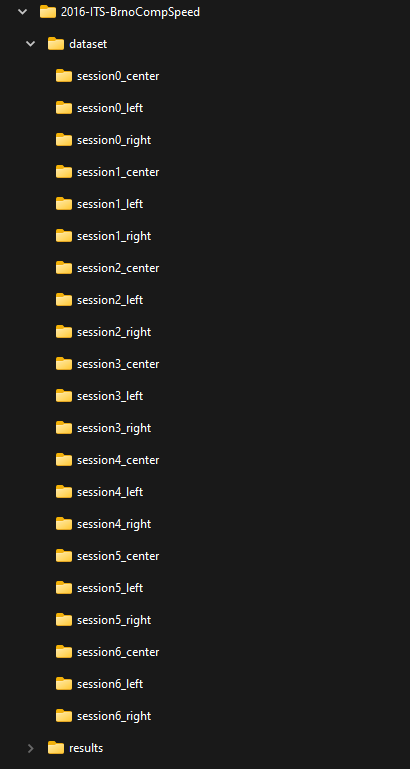 2016-ITS-BrnoCompSpeed
dataset
session0_center
session0_left
session0_right
session1_center
session1_left
session1_right
session2_center
session2_left
session2_right
session3_center
session3_left
session3_right
session4_center
session4_left
session4_right
session5_center
session5_left
session5_right
session6_center
session6_left
session6_right
results